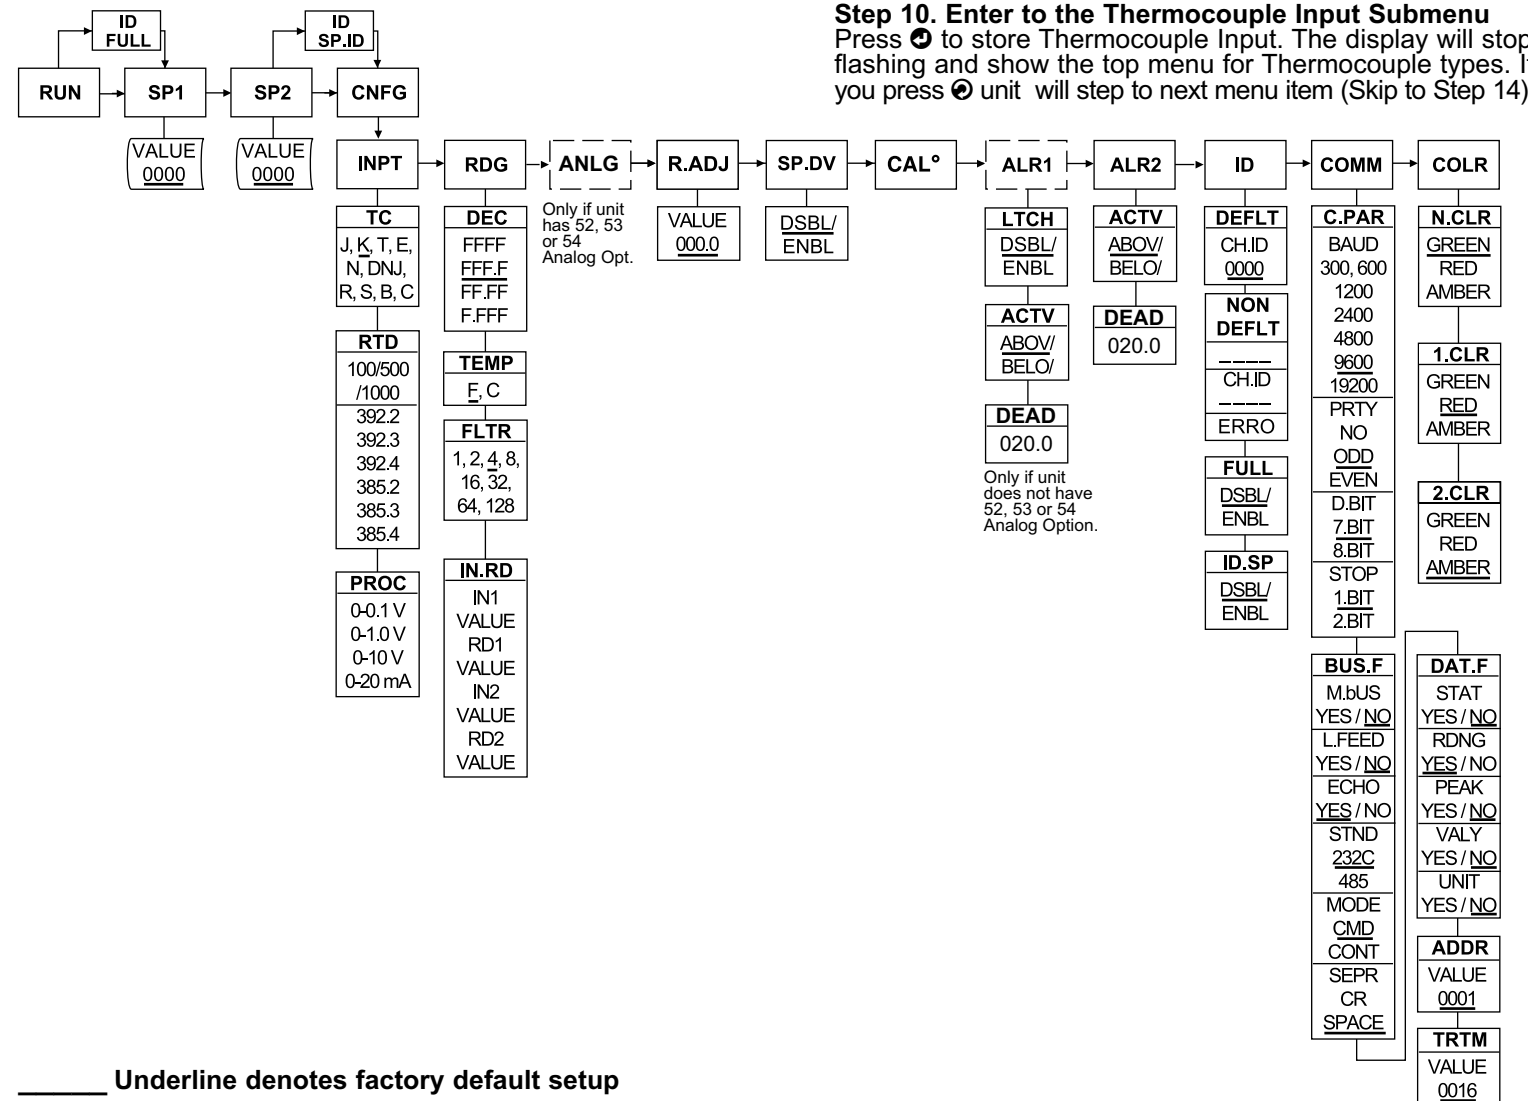 Step 10. Enter to the Thermocouple Input Submenu
Press to store Thermocouple Input. The display will stop
flashing and show the top menu for Thermocouple types. If
you press unit will step to next menu item (Skip to Step 14)
ID
FULL
ID
SP.ID
RUN
SP1
SP2
CNFG
VALUE
0000
VALUE
0000
INPT
RDG
ANLG
R.ADJ
SP.DV
CAL°
ALR1
ALR2
ID
COMM
COLR
TC
J, K, T, E,
N, DNJ,
R, S, B, C
RTD
100/500
/1000
392.2
392.3
392.4
385.2
385.3
385.4
PROC
0-0.1 V
0-1.0 V
0-10 V
0-20 mA
DEC
FFFF
FFF.F
FF.FF
F.FFF
TEMP
F, C
FLTR
1, 2, 4, 8,
16, 32,
64, 128
IN.RD
IN1
VALUE
RD1
VALUE
IN2
VALUE
RD2
VALUE
Only if unit
has 52, 53
or 54
Analog Opt.
VALUE
000.0
DSBL/
ENBL
LTCH
DSBL/
ENBL
ACTV
ABOV/
BELO/
DEAD
020.0
Only if unit
does not have
52, 53 or 54
Analog Option.
ACTV
ABOV/
BELO/
DEAD
020.0
DEFLT
CH.ID
0000
NON
DEFLT
_ _ _ _
CH.ID
_ _ _ _
ERRO
FULL
DSBL/
ENBL
ID.SP
DSBL/
ENBL
C.PAR
BAUD
300, 600
1200
2400
4800
9600
19200
PRTY
NO
ODD
EVEN
D.BIT
7.BIT
8.BIT
STOP
1.BIT
2.BIT
BUS.F
M.bUS
YES / NO
L.FEED
YES / NO
ECHO
YES / NO
STND
232C
485
MODE
CMD
CONT
SEPR
CR
SPACE
N.CLR
GREEN
RED
AMBER
1.CLR
GREEN
RED
AMBER
2.CLR
GREEN
RED
AMBER
DAT.F
STAT
YES / NO
RDNG
YES / NO
PEAK
YES / NO
VALY
YES / NO
UNIT
YES / NO
ADDR
VALUE
0001
TRTM
VALUE
0016
______ Underline denotes factory default setup